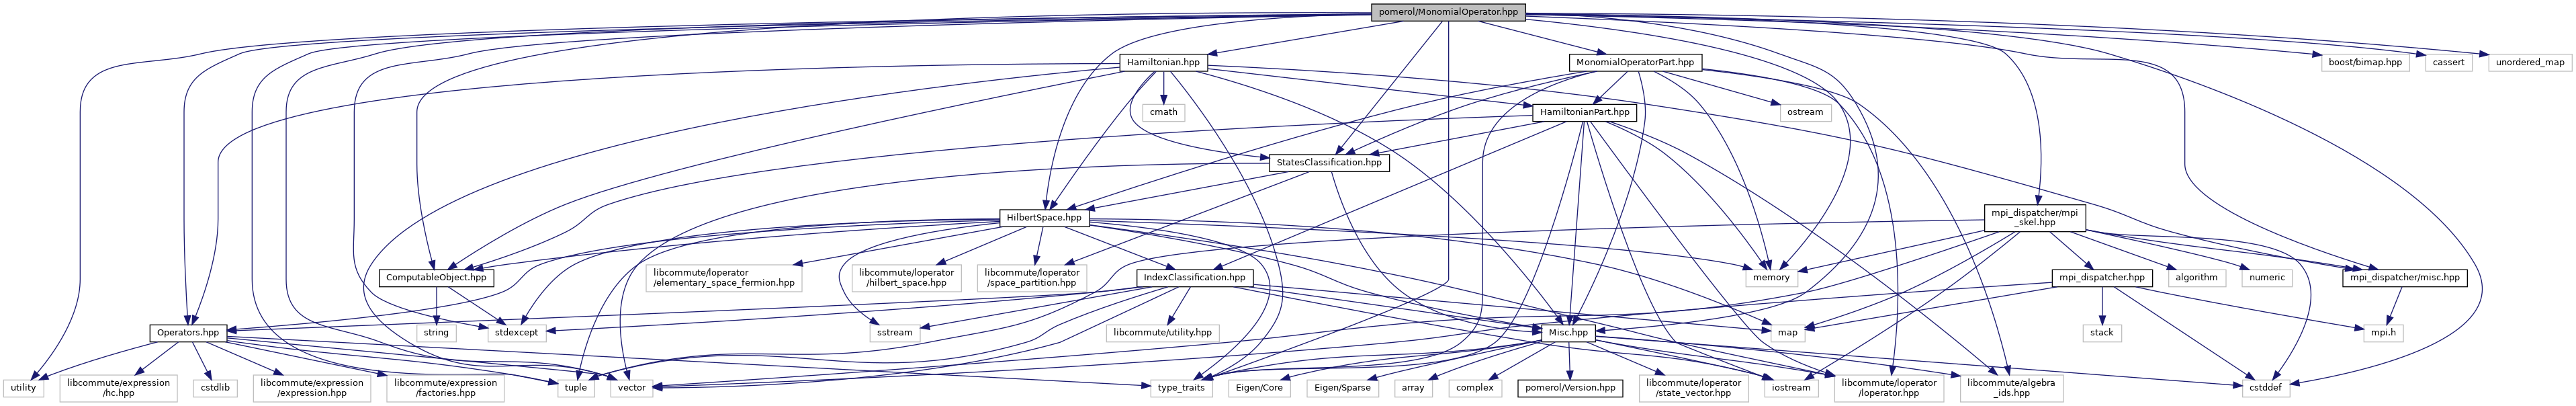 pomerol/MonomialOperator.hpp
Hamiltonian.hpp
MonomialOperatorPart.hpp
boost/bimap.hpp
cassert
unordered_map
cmath
HamiltonianPart.hpp
ostream
StatesClassification.hpp
HilbertSpace.hpp
mpi_dispatcher/mpi
_skel.hpp
ComputableObject.hpp
libcommute/loperator
/elementary_space_fermion.hpp
libcommute/loperator
/hilbert_space.hpp
libcommute/loperator
/space_partition.hpp
IndexClassification.hpp
memory
mpi_dispatcher.hpp
algorithm
numeric
mpi_dispatcher/misc.hpp
Operators.hpp
string
stdexcept
sstream
libcommute/utility.hpp
Misc.hpp
map
stack
mpi.h
utility
libcommute/expression
/hc.hpp
cstdlib
libcommute/expression
/expression.hpp
libcommute/expression
/factories.hpp
tuple
vector
type_traits
Eigen/Core
Eigen/Sparse
array
complex
pomerol/Version.hpp
libcommute/loperator
/state_vector.hpp
iostream
libcommute/loperator
/loperator.hpp
libcommute/algebra
_ids.hpp
cstddef